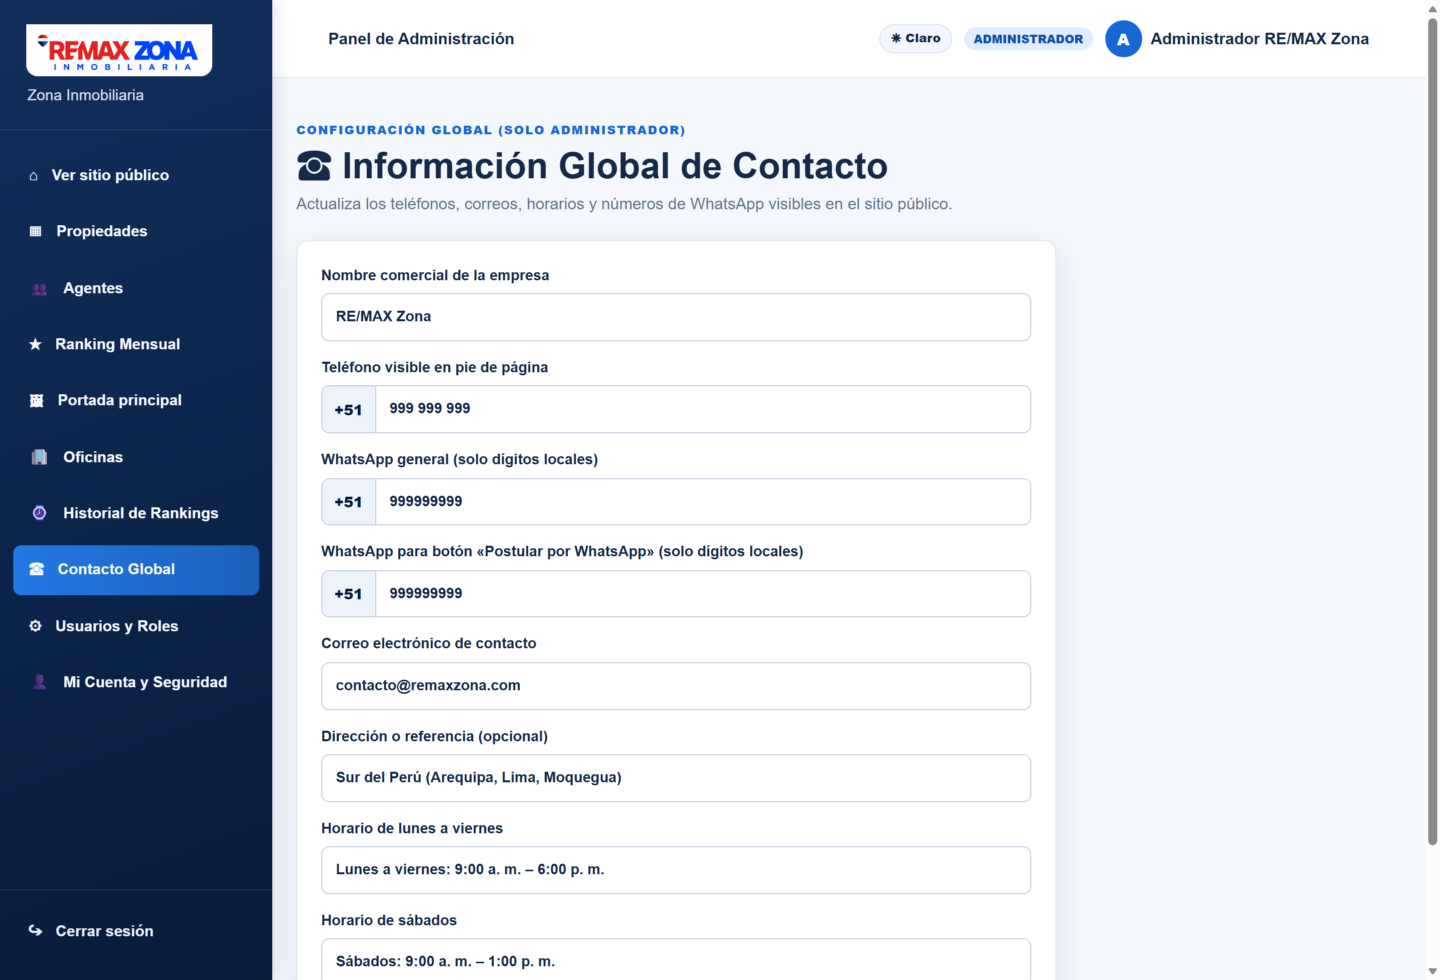 REMAX ZONA
INMOBILIARIA
Zona Inmobiliaria
Ver sitio público
Propiedades
Agentes
Ranking Mensual
Portada principal
Oficinas
Historial de Rankings
Contacto Global
Usuarios y Roles
Mi Cuenta y Seguridad
Cerrar sesión
Panel de Administración
Claro
ADMINISTRADOR
A
Administrador RE/MAX Zona
CONFIGURACIÓN GLOBAL (SOLO ADMINISTRADOR)
Información Global de Contacto
Actualiza los teléfonos, correos, horarios y números de WhatsApp visibles en el sitio público.
Nombre comercial de la empresa
RE/MAX Zona
Teléfono visible en pie de página
+51 999 999 999
WhatsApp general (solo dígitos locales)
+51 999999999
WhatsApp para botón «Postular por WhatsApp» (solo dígitos locales)
+51 999999999
Correo electrónico de contacto
contacto@remaxzona.com
Dirección o referencia (opcional)
Sur del Perú (Arequipa, Lima, Moquegua)
Horario de lunes a viernes
Lunes a viernes: 9:00 a. m. – 6:00 p. m.
Horario de sábados
Sábados: 9:00 a. m. – 1:00 p. m.